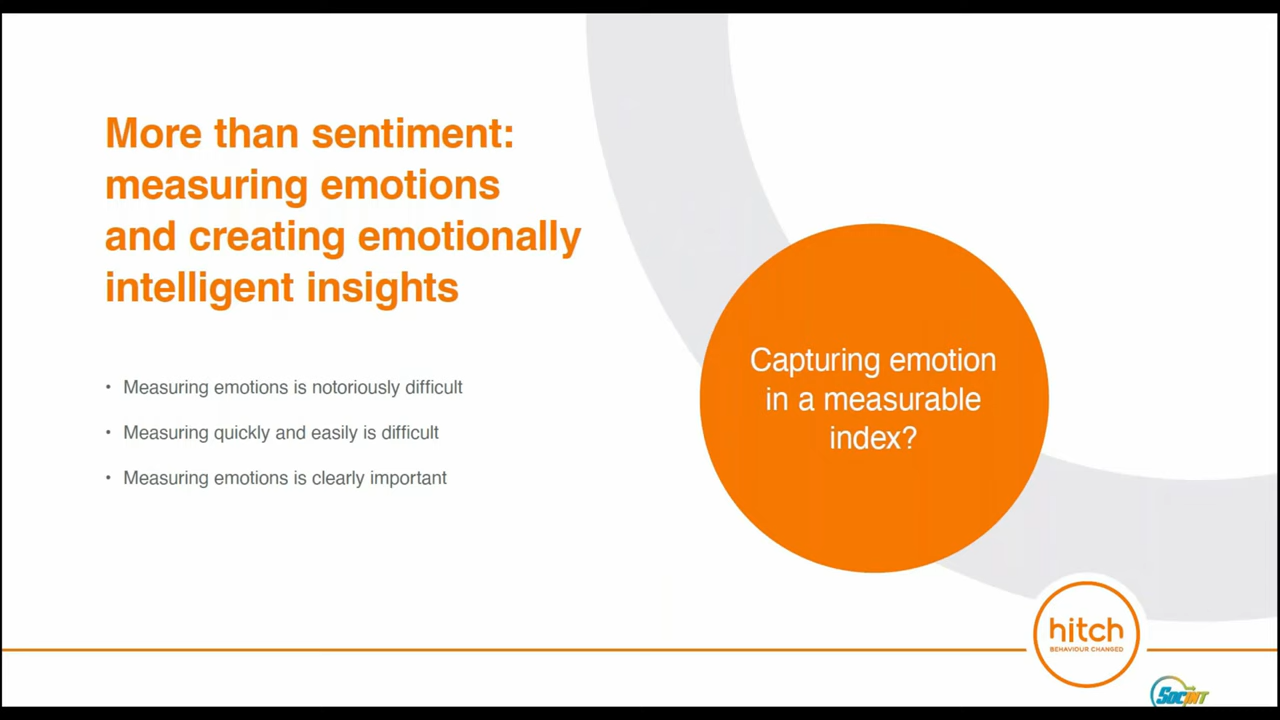 More than sentiment:
measuring emotions
and creating emotionally
intelligent insights
• Measuring emotions is notoriously difficult
• Measuring quickly and easily is difficult
• Measuring emotions is clearly important
Capturing emotion
in a measurable
index?
hitch
BEHAVIOUR CHANGED